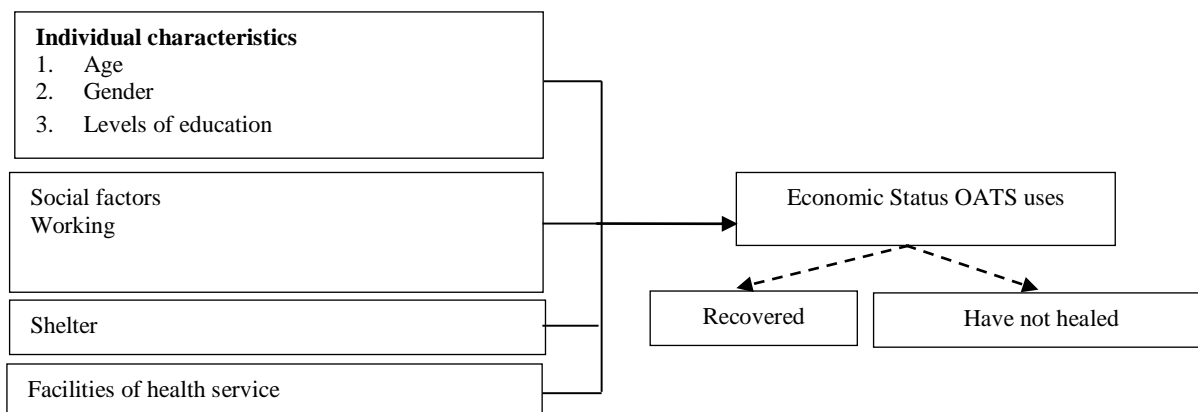 Individual characteristics
1. Age
2. Gender
3. Levels of education
Social factors
Working
Shelter
Facilities of health service
Economic Status OATS uses
Recovered
Have not healed